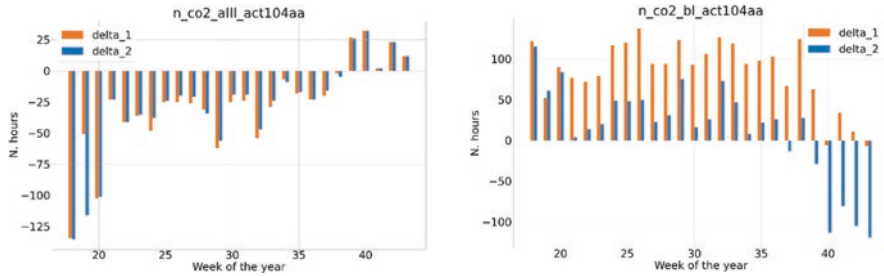 n_co2_alll_act104aa
delta_1
delta_2
25
0
−25
−50
−75
−100
−125
N. hours
20
25
30
35
40
Week of the year
n_co2_bl_act104aa
delta_1
delta_2
100
50
0
−50
−100
N. hours
20
25
30
35
40
Week of the year